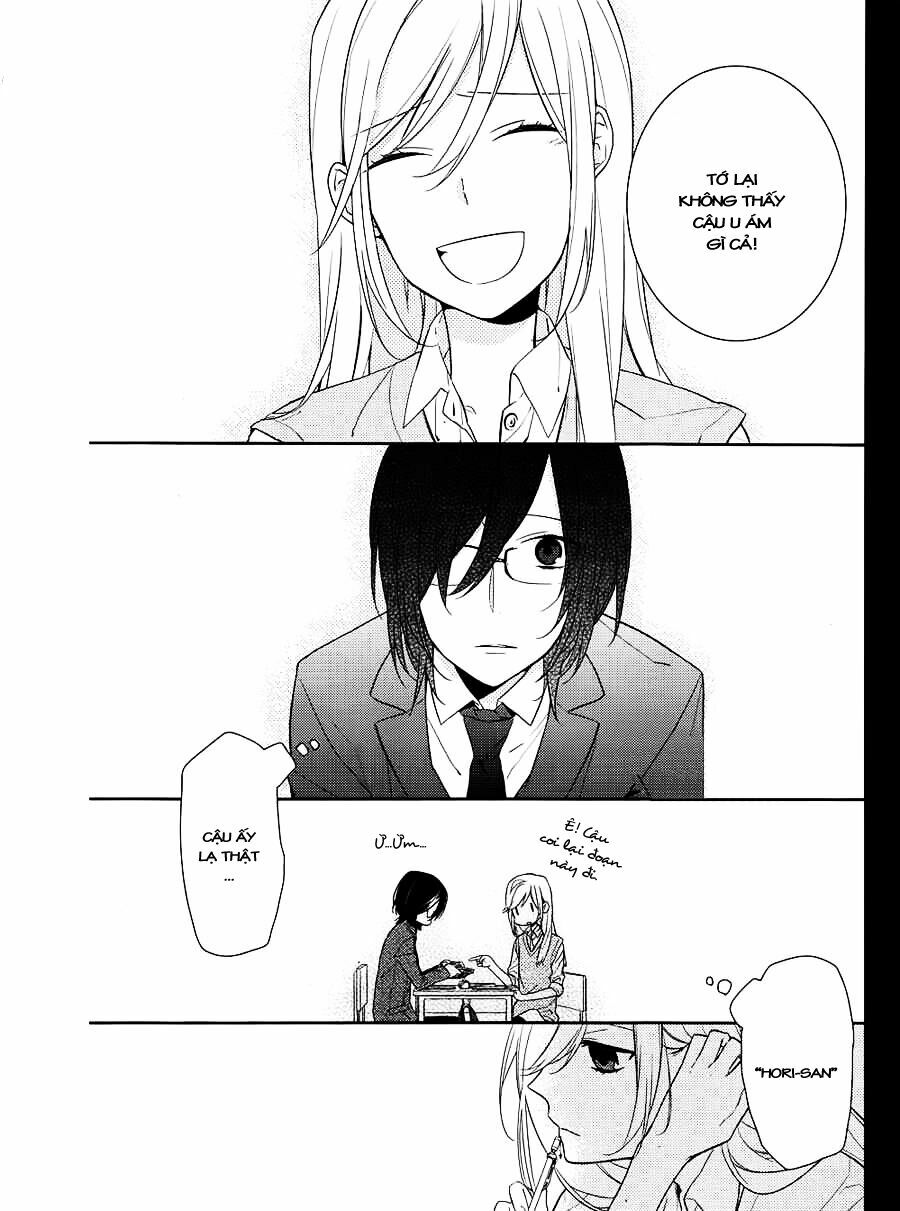 TỚ LẠI
KHÔNG THẤY
CẬU U ÁM
GÌ CẢ!
Ê! Cậu
coi lại đoạn
này đi.
Ừ...Ừm...
CẬU ẤY
LẠ THẬT
...
"HORI-SAN"